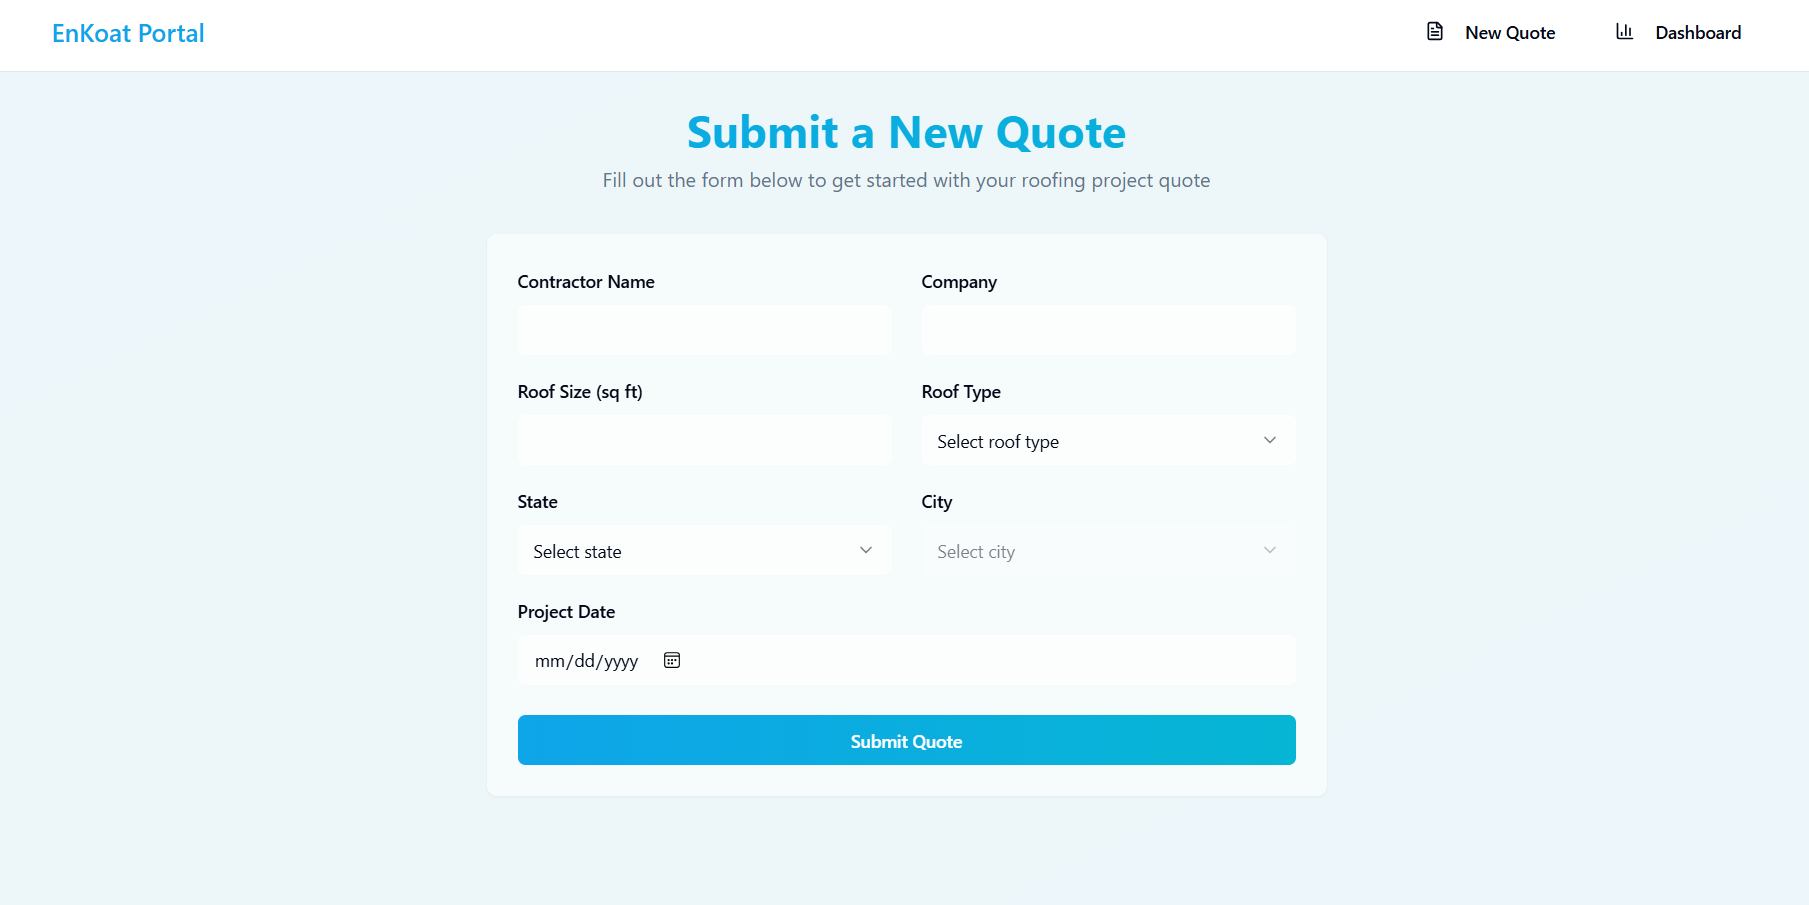 EnKoat Portal
New Quote
Dashboard
Submit a New Quote
Fill out the form below to get started with your roofing project quote
Contractor Name
Company
Roof Size (sq ft)
Roof Type
Select roof type
State
City
Select state
Select city
Project Date
mm/dd/yyyy
Submit Quote